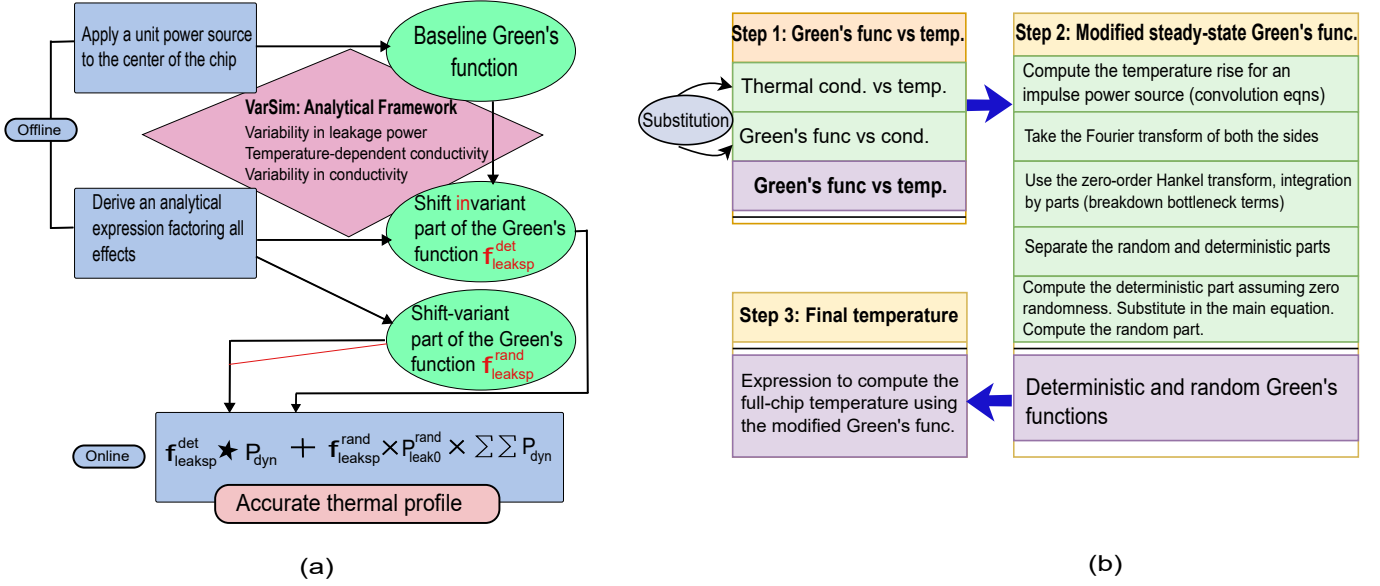 Apply a unit power source
to the center of the chip
Baseline Green's
function
VarSim: Analytical Framework
Variability in leakage power
Temperature-dependent conductivity
Variability in conductivity
Offline
Derive an analytical
expression factoring all
effects
Shift invariant
part of the Green's
function f_leaksp^det
Shift-variant
part of the Green's
function f_leaksp^rand
Online
f_leaksp^det ★ P_dyn + f_leaksp^rand × P_leak0^rand × ∑ ∑ P_dyn
Accurate thermal profile
(a)
Step 1: Green's func vs temp.
Substitution
Thermal cond. vs temp.
Green's func vs cond.
Green's func vs temp.
Step 2: Modified steady-state Green's func.
Compute the temperature rise for an
impulse power source (convolution eqns)
Take the Fourier transform of both the sides
Use the zero-order Hankel transform, integration
by parts (breakdown bottleneck terms)
Separate the random and deterministic parts
Compute the deterministic part assuming zero
randomness. Substitute in the main equation.
Compute the random part.
Deterministic and random Green's
functions
Step 3: Final temperature
Expression to compute the
full-chip temperature using
the modified Green's func.
(b)